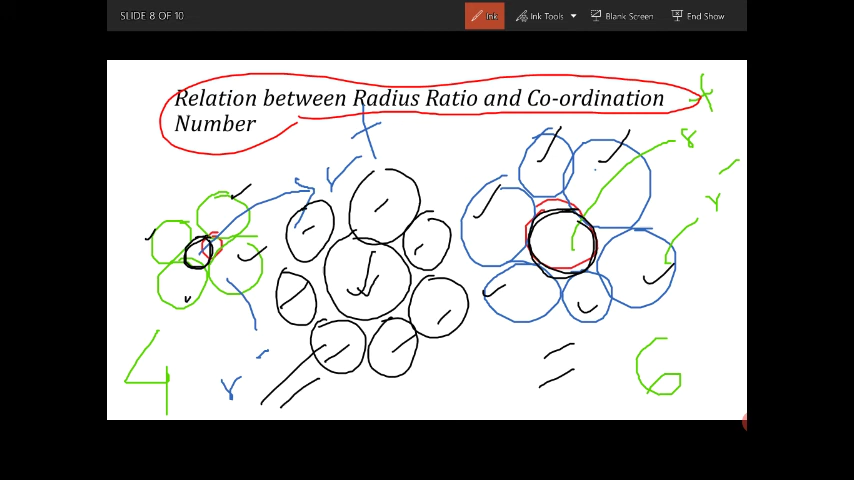 SLIDE 8 OF 10
Ink
Ink Tools
Blank Screen
End Show
Relation between Radius Ratio and Co-ordination
Number
4
=
6